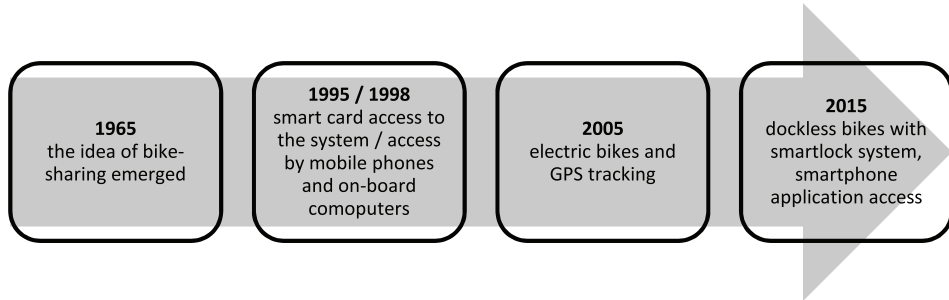 1965
the idea of bike-
sharing emerged
1995 / 1998
smart card access to
the system / access
by mobile phones
and on-board
comoputers
2005
electric bikes and
GPS tracking
2015
dockless bikes with
smartlock system,
smartphone
application access